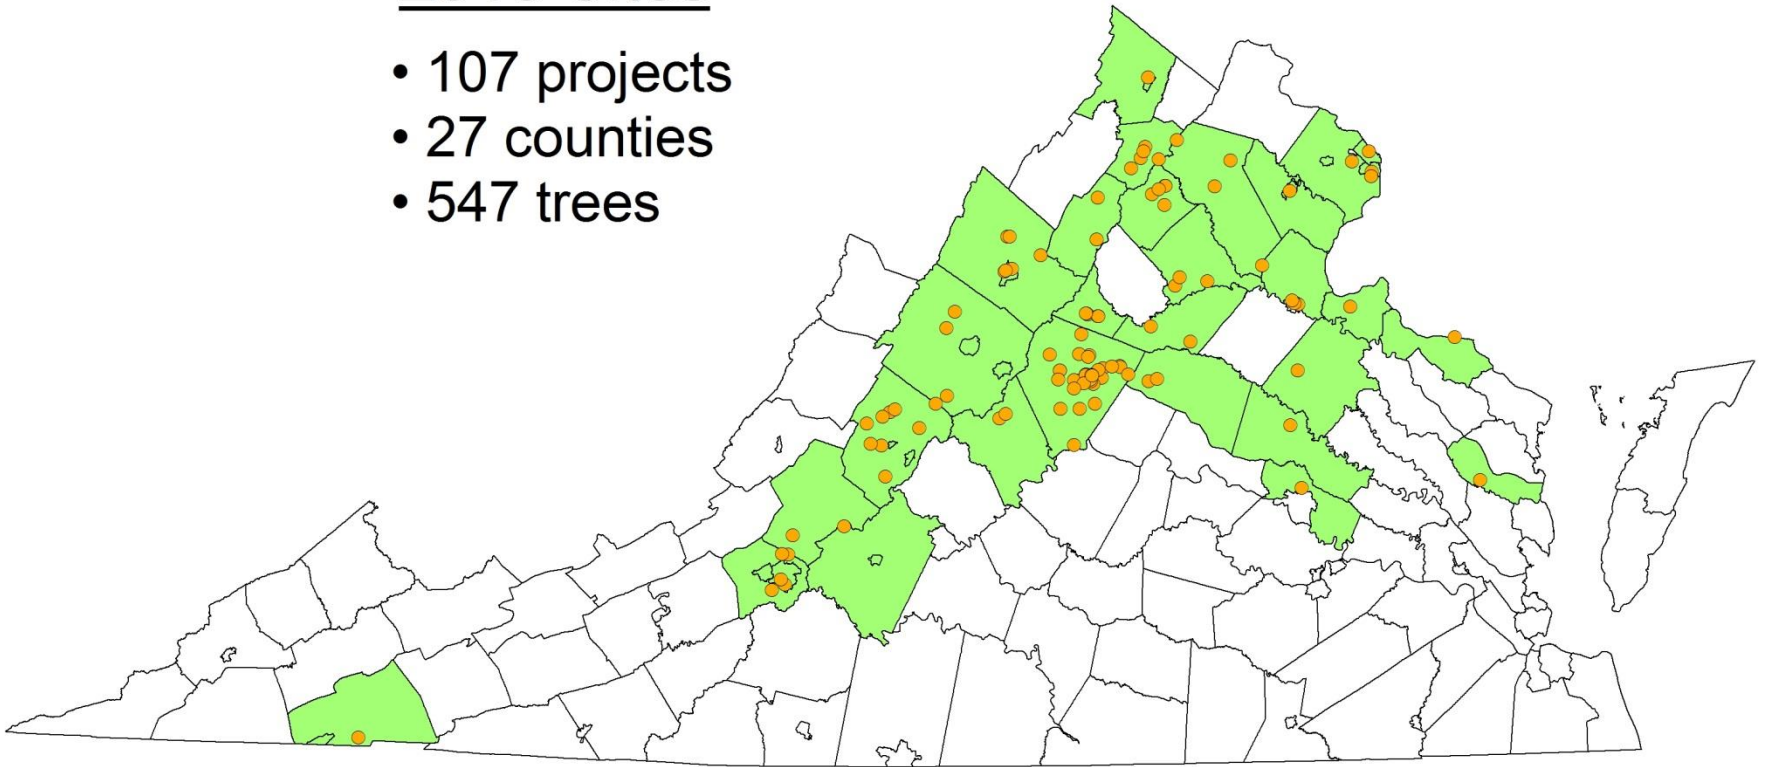 • 107 projects
• 27 counties
• 547 trees